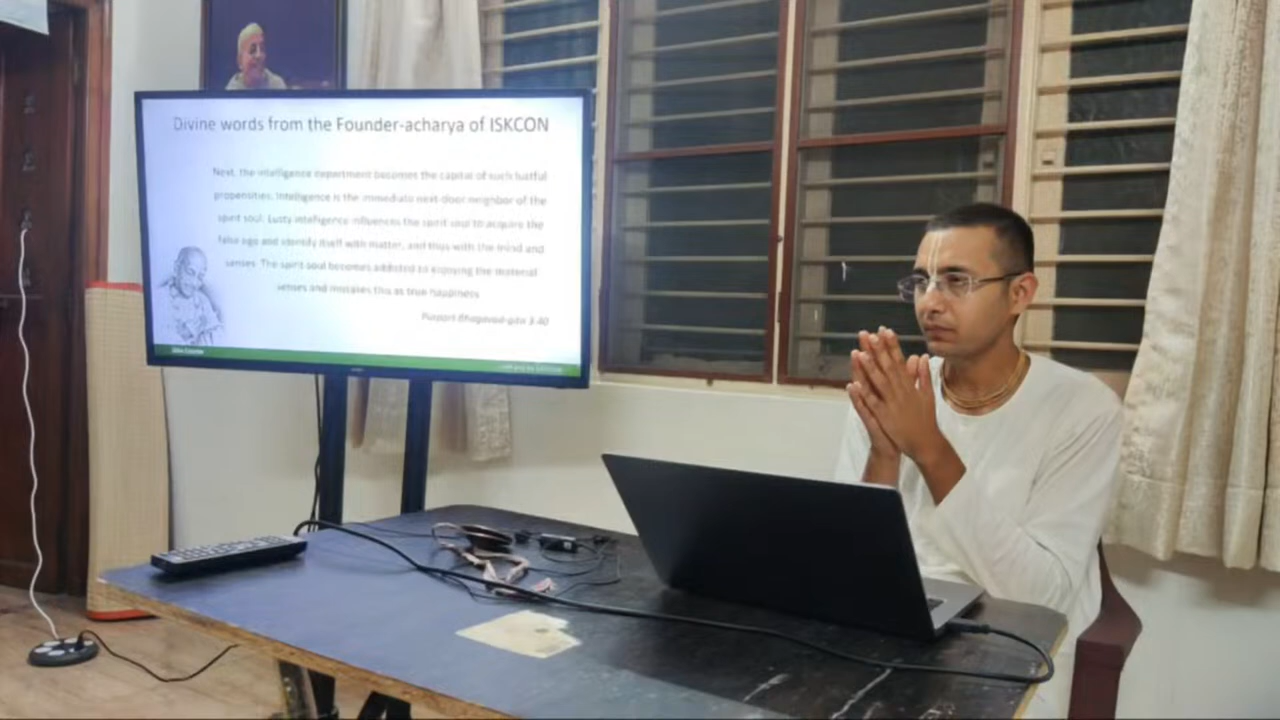 Divine words from the Founder-acharya of ISKCON
Next, the intelligence department becomes the capital of such lustful
propensities. Intelligence is the immediate next-door neighbor of the
spirit soul. Lusty intelligence influences the spirit soul to acquire the
false ego and identify itself with matter, and thus with the mind and
senses. The spirit soul becomes addicted to enjoying the material
senses and mistakes this as true happiness
Purport Bhagavad-gita 3.40